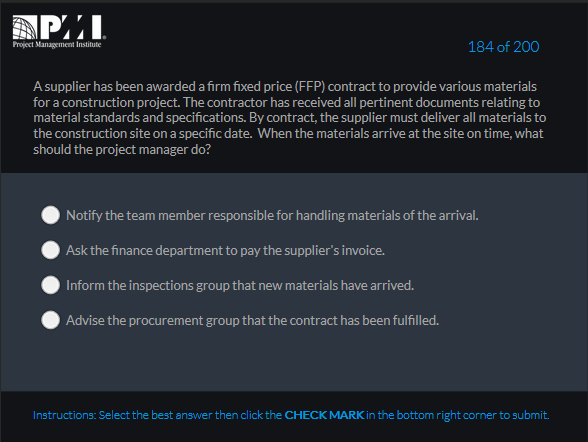 PMI.
Project Management Institute
184 of 200
A supplier has been awarded a firm fixed price (FFP) contract to provide various materials
for a construction project. The contractor has received all pertinent documents relating to
material standards and specifications. By contract, the supplier must deliver all materials to
the construction site on a specific date. When the materials arrive at the site on time, what
should the project manager do?
Notify the team member responsible for handling materials of the arrival.
Ask the finance department to pay the supplier's invoice.
Inform the inspections group that new materials have arrived.
Advise the procurement group that the contract has been fulfilled.
Instructions: Select the best answer then click the CHECK MARK in the bottom right corner to submit.